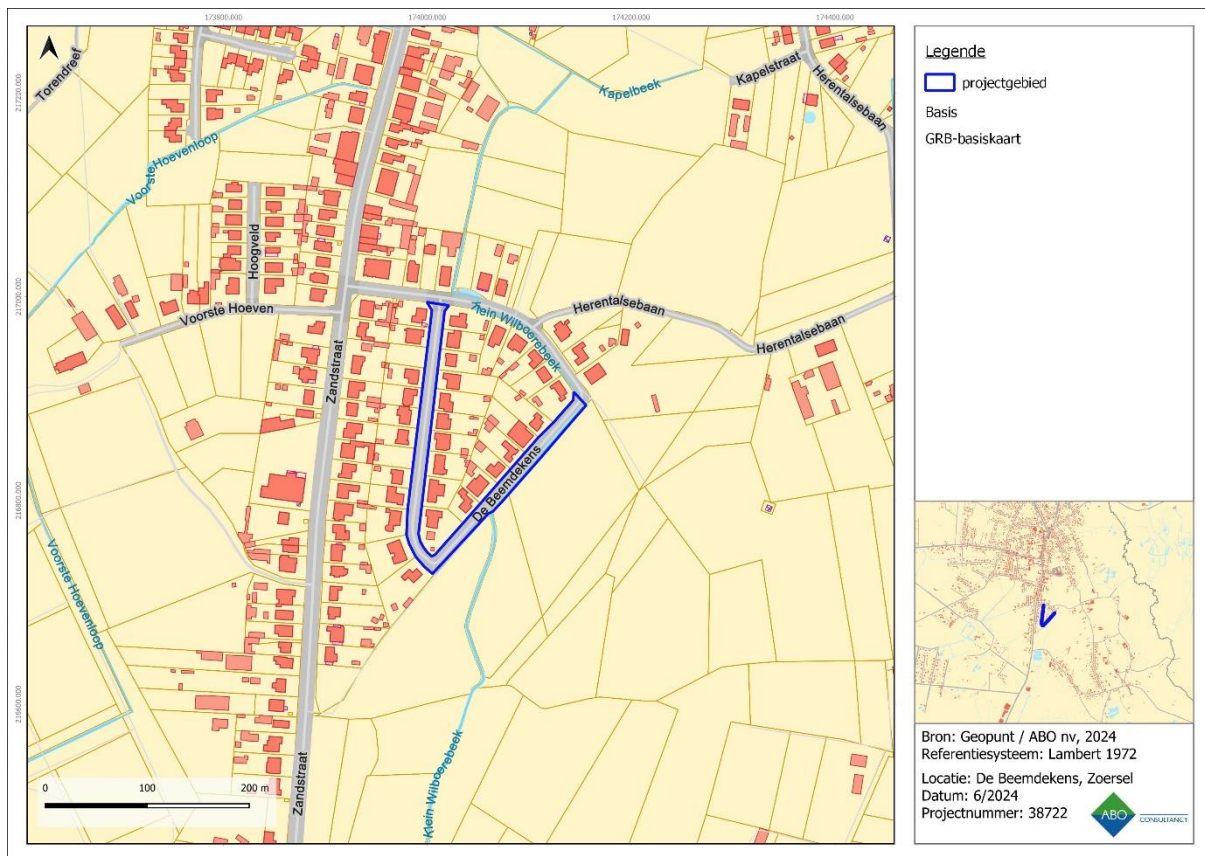 173800.000
174000.000
174200.000
174400.000
217200.000
217000.000
216800.000
216600.000
Torendreef
Kapelbeek
Kapelstraat
Herentalsebaan
Voorste Hoevenloop
Hoogveld
Voorste Hoeven
Klein Wilboerebeek
Herentalsebaan
Herentalsebaan
Zandstraat
De Beemdekens
Voorste Hoevenloop
Zandstraat
Klein Wilboerebeek
0 100 200 m
Legende
projectgebied
Basis
GRB-basiskaart
Bron: Geopunt / ABO nv, 2024
Referentiesysteem: Lambert 1972
Locatie: De Beemdekens, Zoersel
Datum: 6/2024
Projectnummer: 38722
ABO
CONSULTANCY